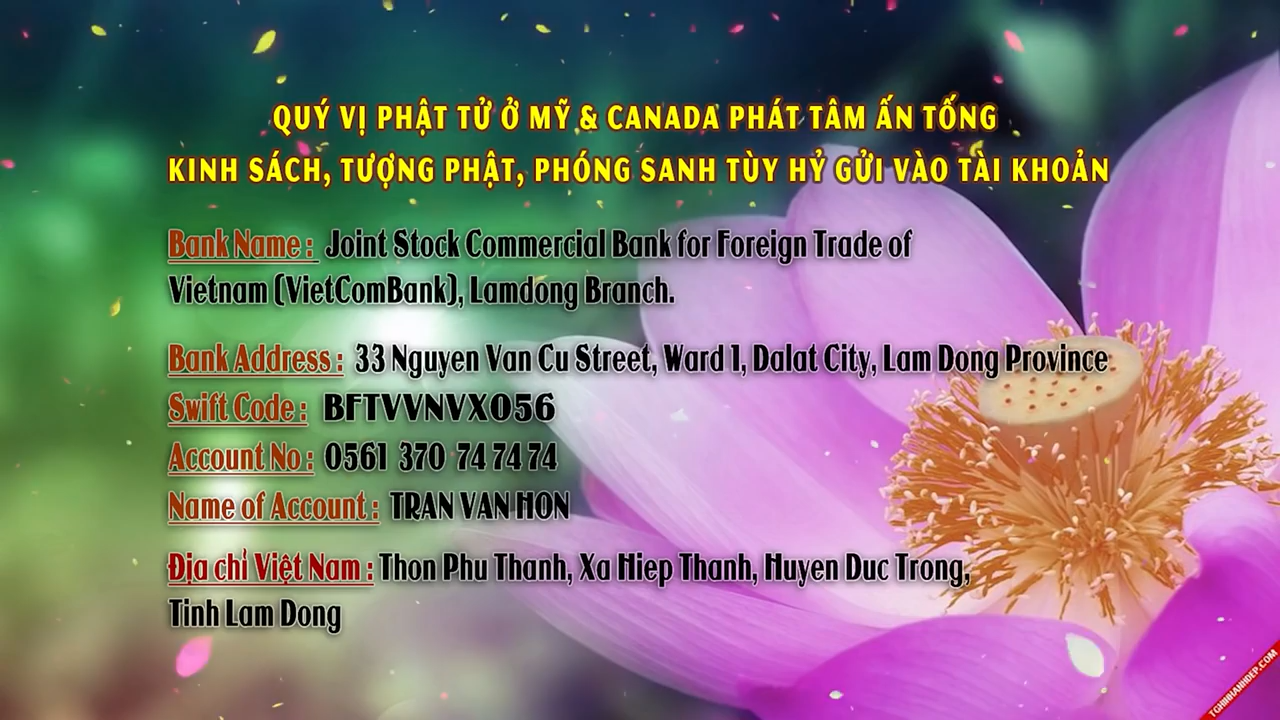 QUÝ VỊ PHẬT TỬ Ở MỸ & CANADA PHÁT TÂM ẤN TỐNG
KINH SÁCH, TƯỢNG PHẬT, PHÓNG SANH TÙY HỶ GỬI VÀO TÀI KHOẢN
Bank Name : Joint Stock Commercial Bank for Foreign Trade of
Vietnam (VietComBank), Lamdong Branch.
Bank Address : 33 Nguyen Van Cu Street, Ward 1, Dalat City, Lam Dong Province
Swift Code : BFTVVNVX056
Account No : 0561 370 74 74 74
Name of Account : TRAN VAN HON
Địa chỉ Việt Nam : Thon Phu Thanh, Xa Hiep Thanh, Huyen Duc Trong,
Tinh Lam Dong